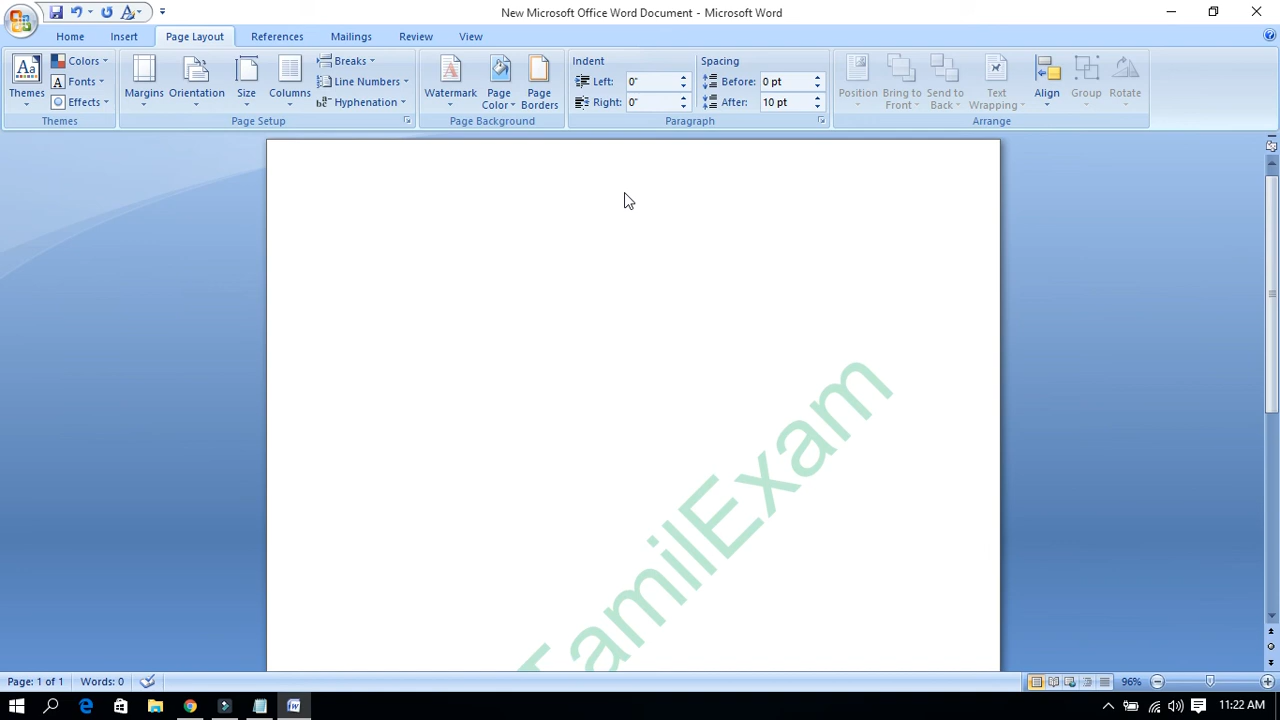 New Microsoft Office Word Document - Microsoft Word
Home Insert Page Layout References Mailings Review View
Themes
Colors
Fonts
Effects
Themes
Margins
Orientation
Size
Columns
Breaks
Line Numbers
Hyphenation
Page Setup
Watermark
Page
Color
Page
Borders
Page Background
Indent
Left: 0"
Right: 0"
Spacing
Before: 0 pt
After: 10 pt
Paragraph
Position
Bring to
Front
Send to
Back
Text
Wrapping
Align
Group
Rotate
Arrange
TamilExam
Page: 1 of 1 Words: 0 96%
11:22 AM